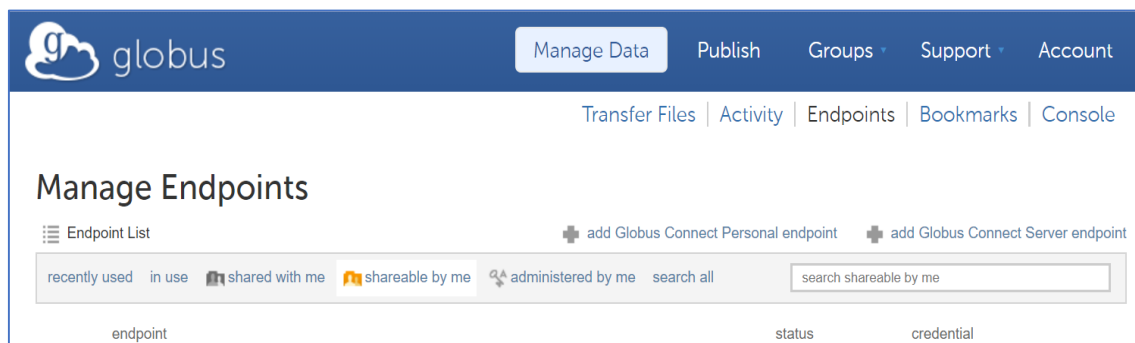 globus
Manage Data Publish Groups Support Account
Transfer Files | Activity | Endpoints | Bookmarks | Console
Manage Endpoints
Endpoint List add Globus Connect Personal endpoint add Globus Connect Server endpoint
recently used in use shared with me shareable by me administered by me search all search shareable by me
endpoint status credential